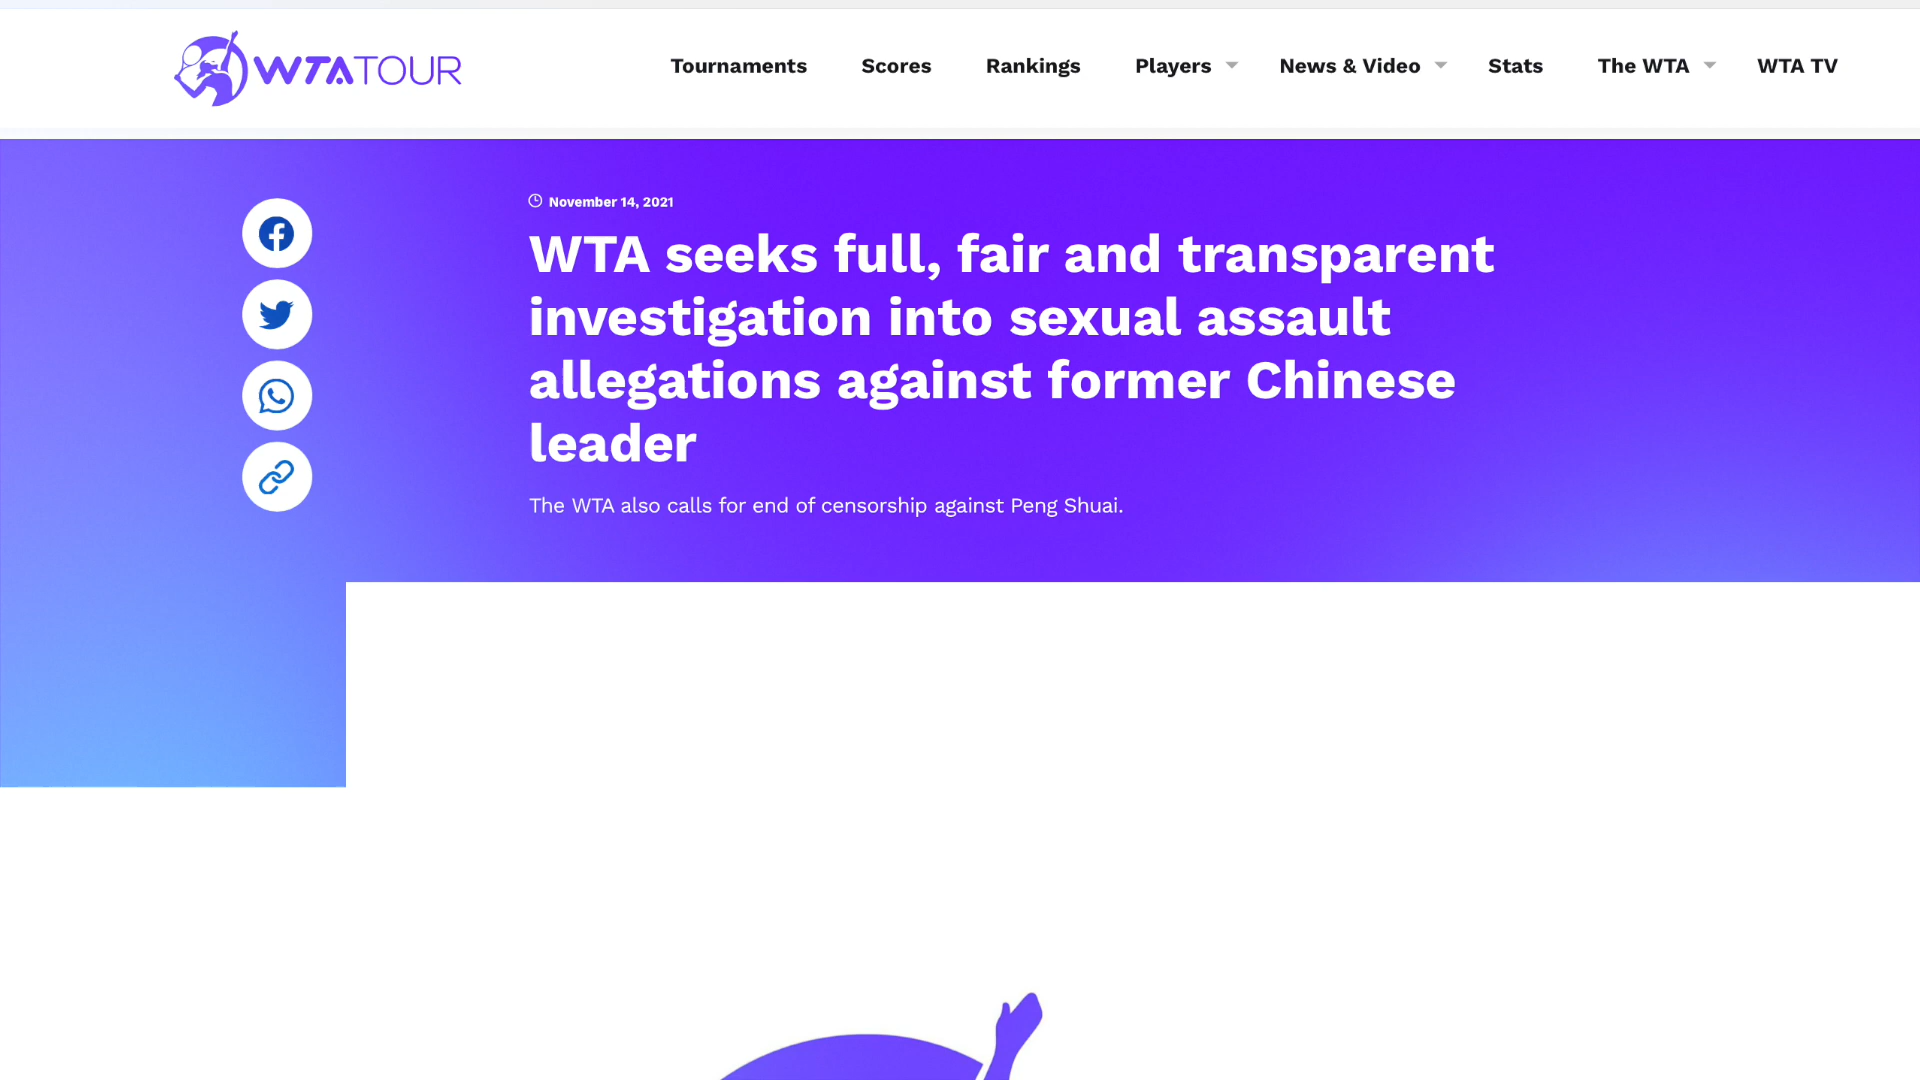 WTA TOUR
Tournaments Scores Rankings Players News & Video Stats The WTA WTA TV
November 14, 2021
WTA seeks full, fair and transparent
investigation into sexual assault
allegations against former Chinese
leader
The WTA also calls for end of censorship against Peng Shuai.